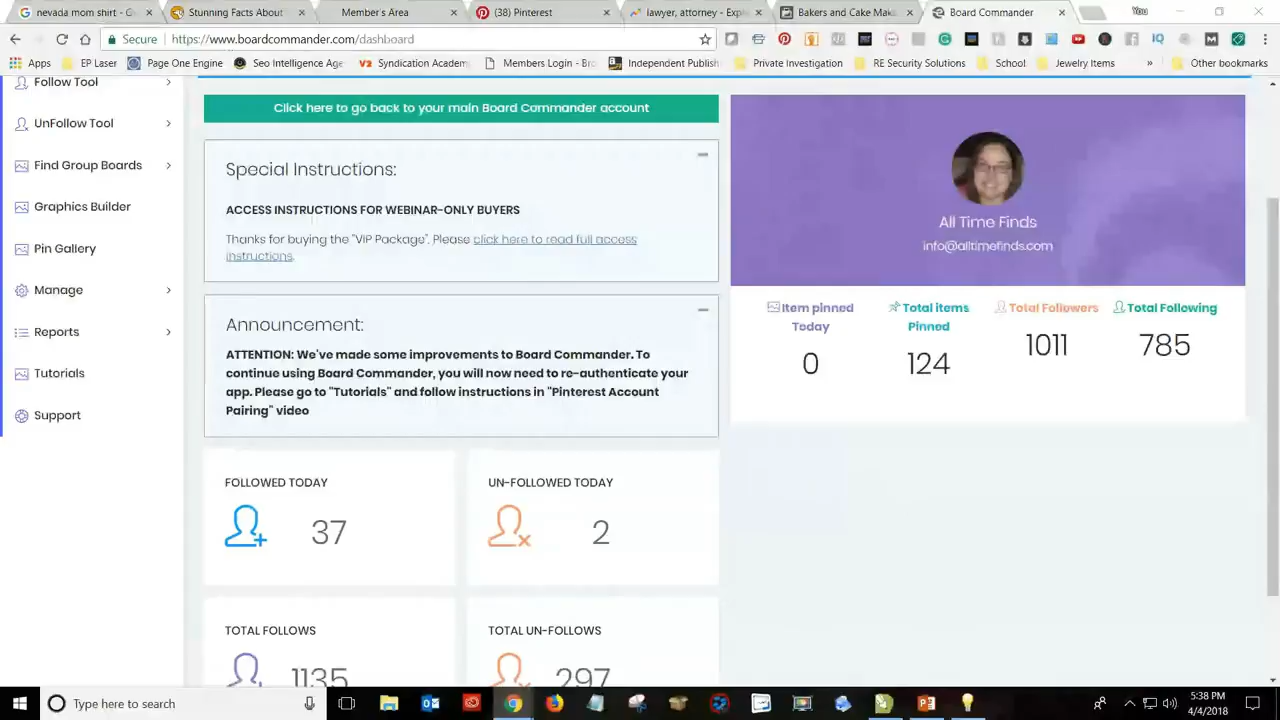 nevada mom shirt - G
Stunning Facts About
Member's Area
(38) Pinterest
lawyer, attorney - Expl
Bakers and Cake Ma
Board Commander
You
Secure
https://www.boardcommander.com/dashboard
Apps
EP Laser
Page One Engine
Seo Intelligence Age
Syndication Academ
Members Login - Br
Independent Publis
Private Investigation
RE Security Solutions
School
Jewelry Items
»
Other bookmarks
Follow Tool
UnFollow Tool
Find Group Boards
Graphics Builder
Pin Gallery
Manage
Reports
Tutorials
Support
Click here to go back to your main Board Commander account
Special Instructions:
ACCESS INSTRUCTIONS FOR WEBINAR-ONLY BUYERS
Thanks for buying the "VIP Package". Please click here to read full access
instructions.
Announcement:
ATTENTION: We've made some improvements to Board Commander. To
continue using Board Commander, you will now need to re-authenticate your
app. Please go to "Tutorials" and follow instructions in "Pinterest Account
Pairing" video
FOLLOWED TODAY
37
UN-FOLLOWED TODAY
2
TOTAL FOLLOWS
1135
TOTAL UN-FOLLOWS
297
All Time Finds
info@alltimefinds.com
Item pinned
Today
0
Total items
Pinned
124
Total Followers
1011
Total Following
785
Type here to search
5:38 PM
4/4/2018